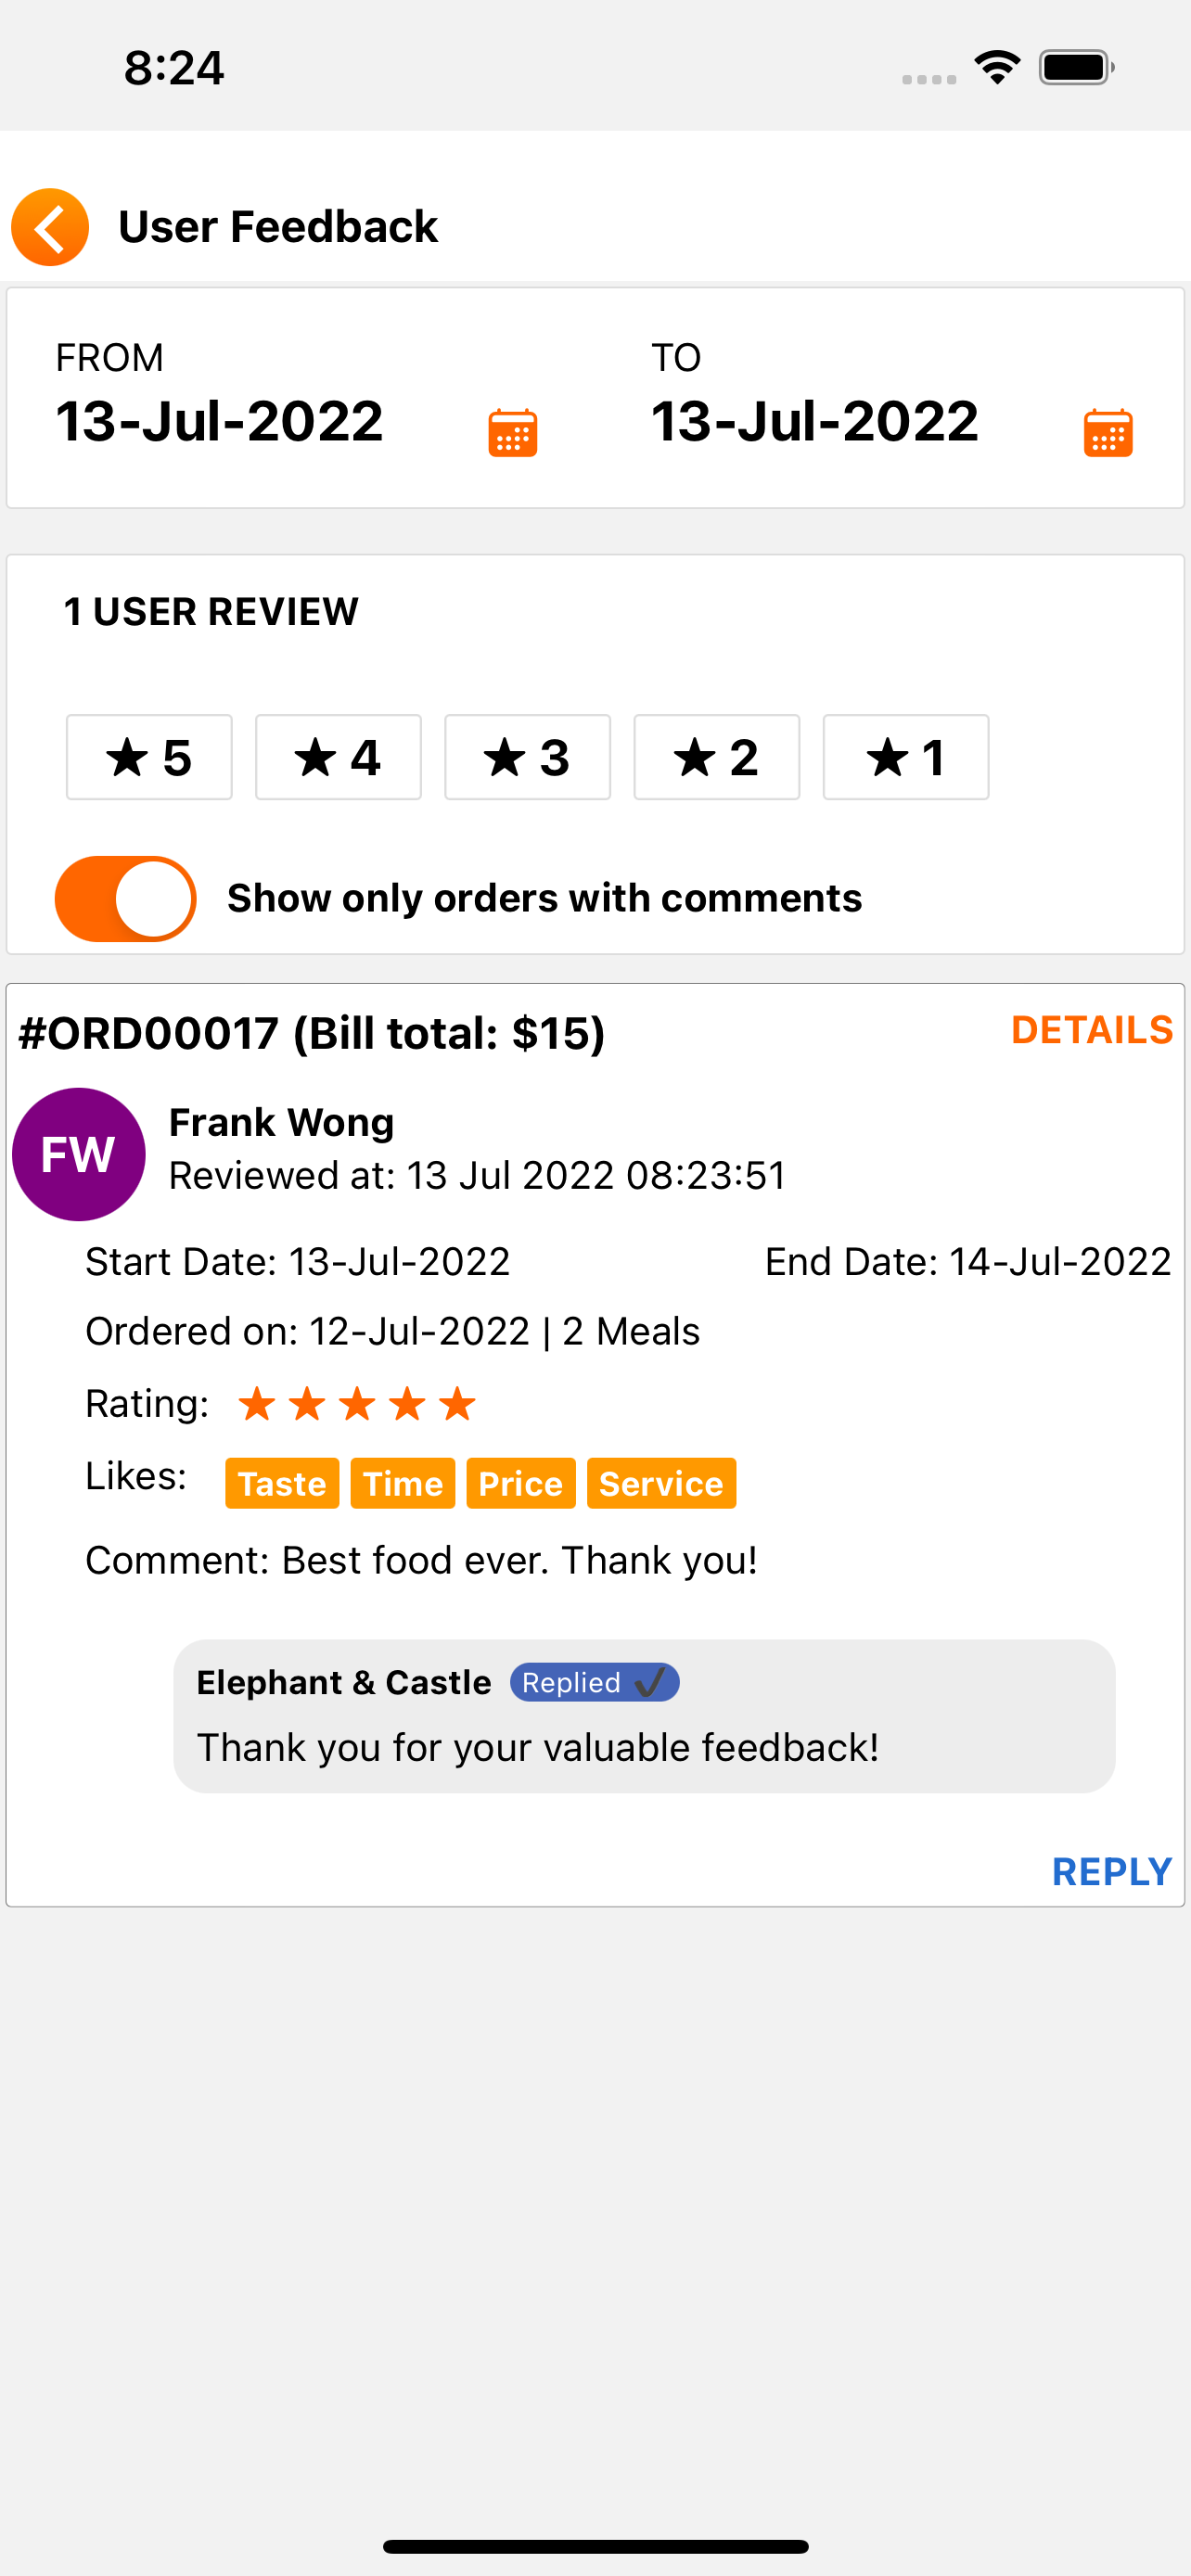 8:24
User Feedback
FROM
13-Jul-2022
TO
13-Jul-2022
1 USER REVIEW
★ 5 ★ 4 ★ 3 ★ 2 ★ 1
Show only orders with comments
#ORD00017 (Bill total: $15) DETAILS
FW
Frank Wong
Reviewed at: 13 Jul 2022 08:23:51
Start Date: 13-Jul-2022 End Date: 14-Jul-2022
Ordered on: 12-Jul-2022 | 2 Meals
Rating: ★ ★ ★ ★ ★
Likes: Taste Time Price Service
Comment: Best food ever. Thank you!
Elephant & Castle Replied ✔
Thank you for your valuable feedback!
REPLY